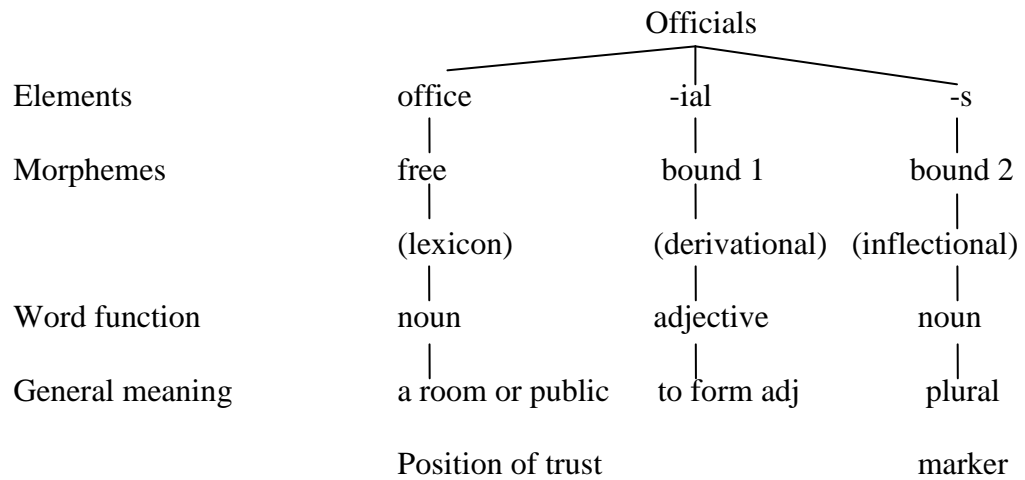 Officials
Elements office -ial -s
Morphemes free bound 1 bound 2
(lexicon) (derivational) (inflectional)
Word function noun adjective noun
General meaning a room or public to form adj plural
Position of trust marker